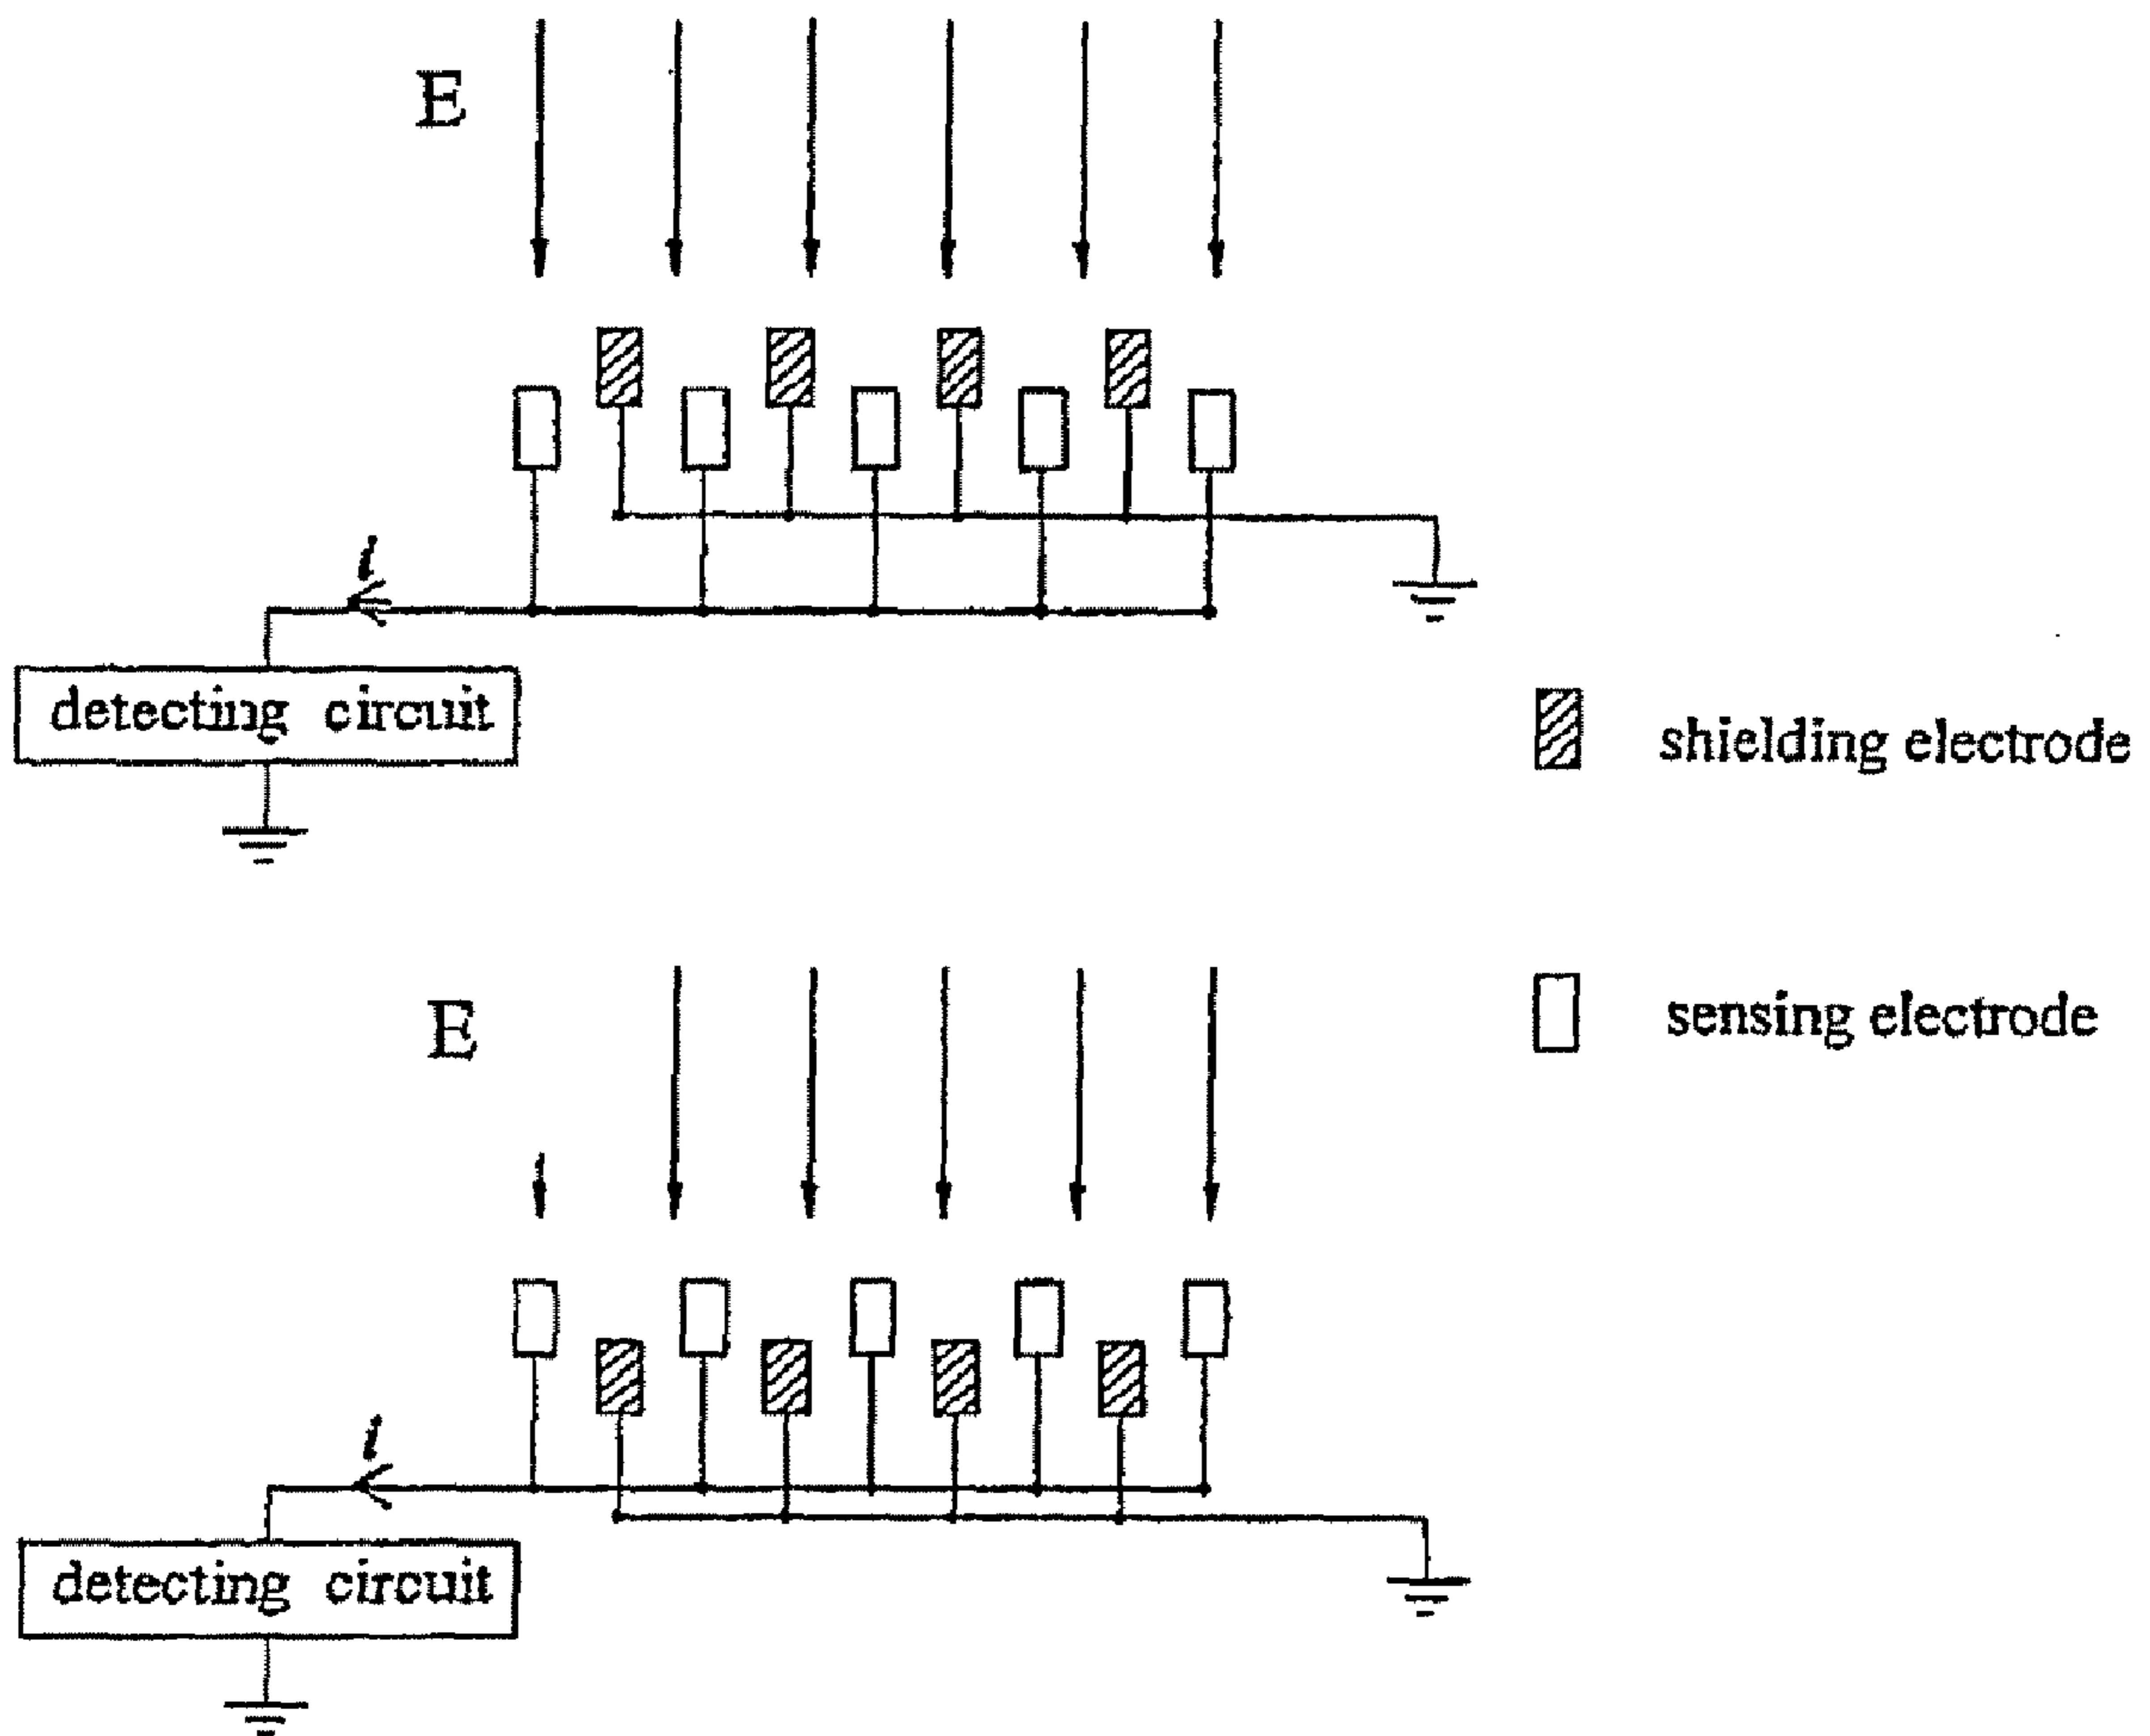 E
i
detecting circuit
shielding electrode
sensing electrode
E
i
detecting circuit